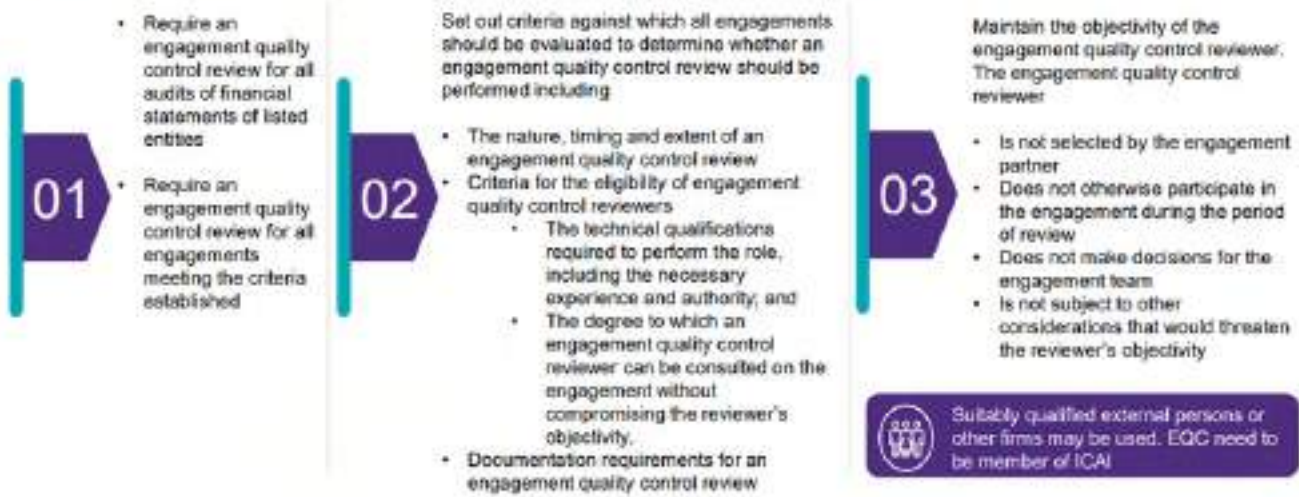 01
• Require an
engagement quality
control review for all
audits of financial
statements of listed
entities
• Require an
engagement quality
control review for all
engagements
meeting the criteria
established
02
Set out criteria against which all engagements
should be evaluated to determine whether an
engagement quality control review should be
performed including
• The nature, timing and extent of an
engagement quality control review
• Criteria for the eligibility of engagement
quality control reviewers
• The technical qualifications
required to perform the role,
including the necessary
experience and authority; and
• The degree to which an
engagement quality control
reviewer can be consulted on the
engagement without
compromising the reviewer's
objectivity.
• Documentation requirements for an
engagement quality control review
03
Maintain the objectivity of the
engagement quality control reviewer.
The engagement quality control
reviewer
• Is not selected by the engagement
partner
• Does not otherwise participate in
the engagement during the period
of review
• Does not make decisions for the
engagement team
• Is not subject to other
considerations that would threaten
the reviewer's objectivity
Suitably qualified external persons or
other firms may be used. EQC need to
be member of ICAI